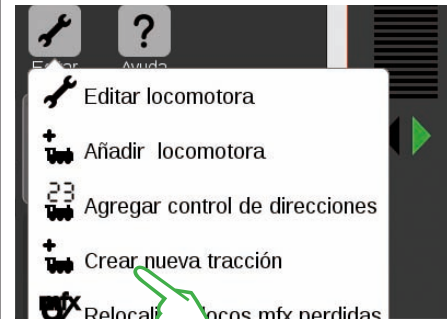 Editar Ayuda
Editar locomotora
Añadir locomotora
23
Agregar control de direcciones
Crear nueva tracción
mfx
locos mfx perdidas